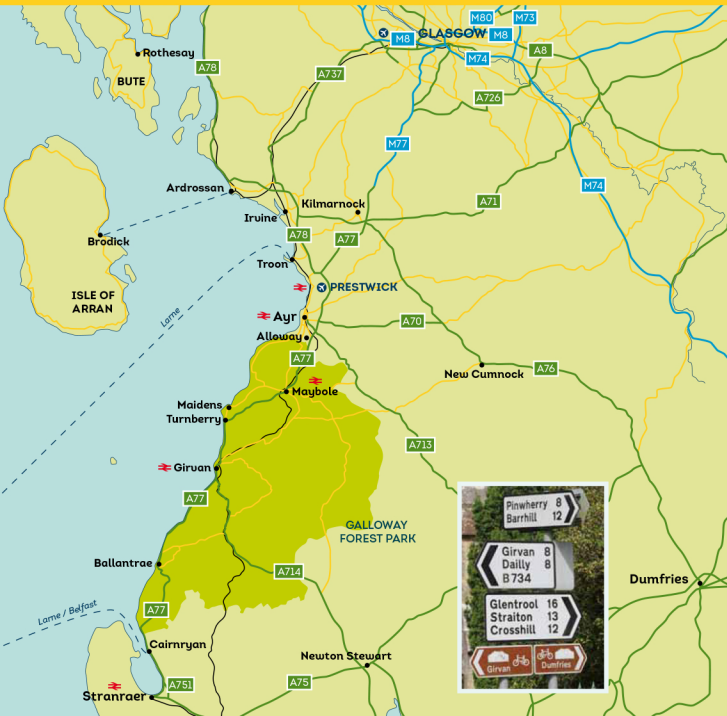 M80
M73
M8
GLASGOW
M8
Rothesay
A78
A737
M74
A8
BUTE
A726
M77
M74
Ardrossan
Kilmarnock
A71
Irvine
A78
A77
Brodick
Troon
PRESTWICK
ISLE OF
ARRAN
Larne
Ayr
A70
Alloway
A77
New Cumnock
A76
Maybole
Maidens
Turnberry
A713
Girvan
A77
GALLOWAY
FOREST PARK
Pinwherry 8
Barrhill 12
Girvan 8
Dailly 8
B734
Ballantrae
A714
Dumfries
Glentrool 16
Straiton 13
Crosshill 12
A77
Larne / Belfast
Cairnryan
Newton Stewart
Girvan
Dumfries
A751
A75
Stranraer